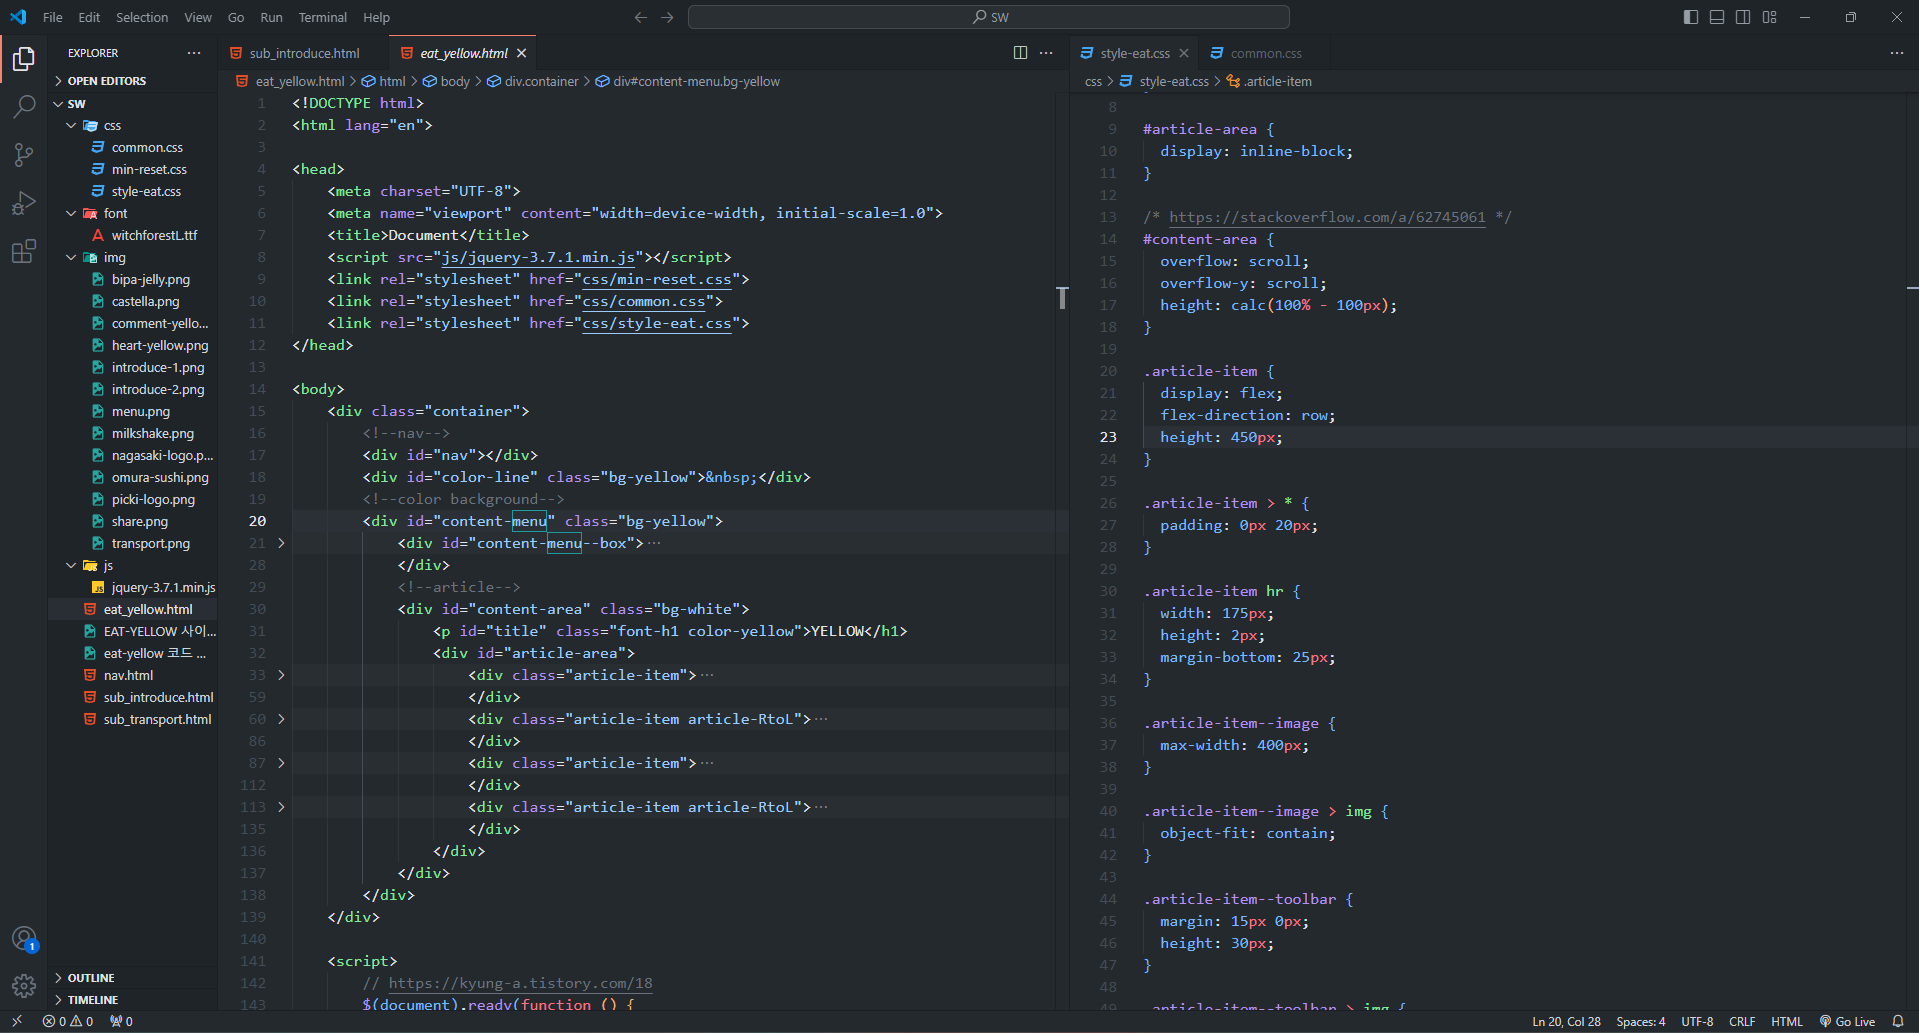 File Edit Selection View Go Run Terminal Help
SW
EXPLORER
OPEN EDITORS
SW
css
common.css
min-reset.css
style-eat.css
font
witchforestL.ttf
img
bipa-jelly.png
castella.png
comment-yello...
heart-yellow.png
introduce-1.png
introduce-2.png
menu.png
milkshake.png
nagasaki-logo.p...
omura-sushi.png
picki-logo.png
share.png
transport.png
js
jquery-3.7.1.min.js
eat_yellow.html
EAT-YELLOW 사이...
eat-yellow 코드 ...
nav.html
sub_introduce.html
sub_transport.html
OUTLINE
TIMELINE
1
sub_introduce.html eat_yellow.html
eat_yellow.html > html > body > div.container > div#content-menu.bg-yellow
1 <!DOCTYPE html>
2 <html lang="en">
3
4 <head>
5 <meta charset="UTF-8">
6 <meta name="viewport" content="width=device-width, initial-scale=1.0">
7 <title>Document</title>
8 <script src="js/jquery-3.7.1.min.js"></script>
9 <link rel="stylesheet" href="css/min-reset.css">
10 <link rel="stylesheet" href="css/common.css">
11 <link rel="stylesheet" href="css/style-eat.css">
12 </head>
13
14 <body>
15 <div class="container">
16 <!--nav-->
17 <div id="nav"></div>
18 <div id="color-line" class="bg-yellow">&nbsp;</div>
19 <!--color background-->
20 <div id="content-menu" class="bg-yellow">
21 <div id="content-menu--box">...
28 </div>
29 <!--article-->
30 <div id="content-area" class="bg-white">
31 <p id="title" class="font-h1 color-yellow">YELLOW</h1>
32 <div id="article-area">
33 <div class="article-item">...
59 </div>
60 <div class="article-item article-RtoL">...
86 </div>
87 <div class="article-item">...
112 </div>
113 <div class="article-item article-RtoL">...
135 </div>
136 </div>
137 </div>
138 </div>
139 </div>
140
141 <script>
142 // https://kyung-a.tistory.com/18
143 $(document).ready(function () {
style-eat.css common.css
css > style-eat.css > .article-item
8
9 #article-area {
10 display: inline-block;
11 }
12
13 /* https://stackoverflow.com/a/62745061 */
14 #content-area {
15 overflow: scroll;
16 overflow-y: scroll;
17 height: calc(100% - 100px);
18 }
19
20 .article-item {
21 display: flex;
22 flex-direction: row;
23 height: 450px;
24 }
25
26 .article-item > * {
27 padding: 0px 20px;
28 }
29
30 .article-item hr {
31 width: 175px;
32 height: 2px;
33 margin-bottom: 25px;
34 }
35
36 .article-item--image {
37 max-width: 400px;
38 }
39
40 .article-item--image > img {
41 object-fit: contain;
42 }
43
44 .article-item--toolbar {
45 margin: 15px 0px;
46 height: 30px;
47 }
48
49 .article-item--toolbar > img {
0 0 0
Ln 20, Col 28 Spaces: 4 UTF-8 CRLF HTML Go Live